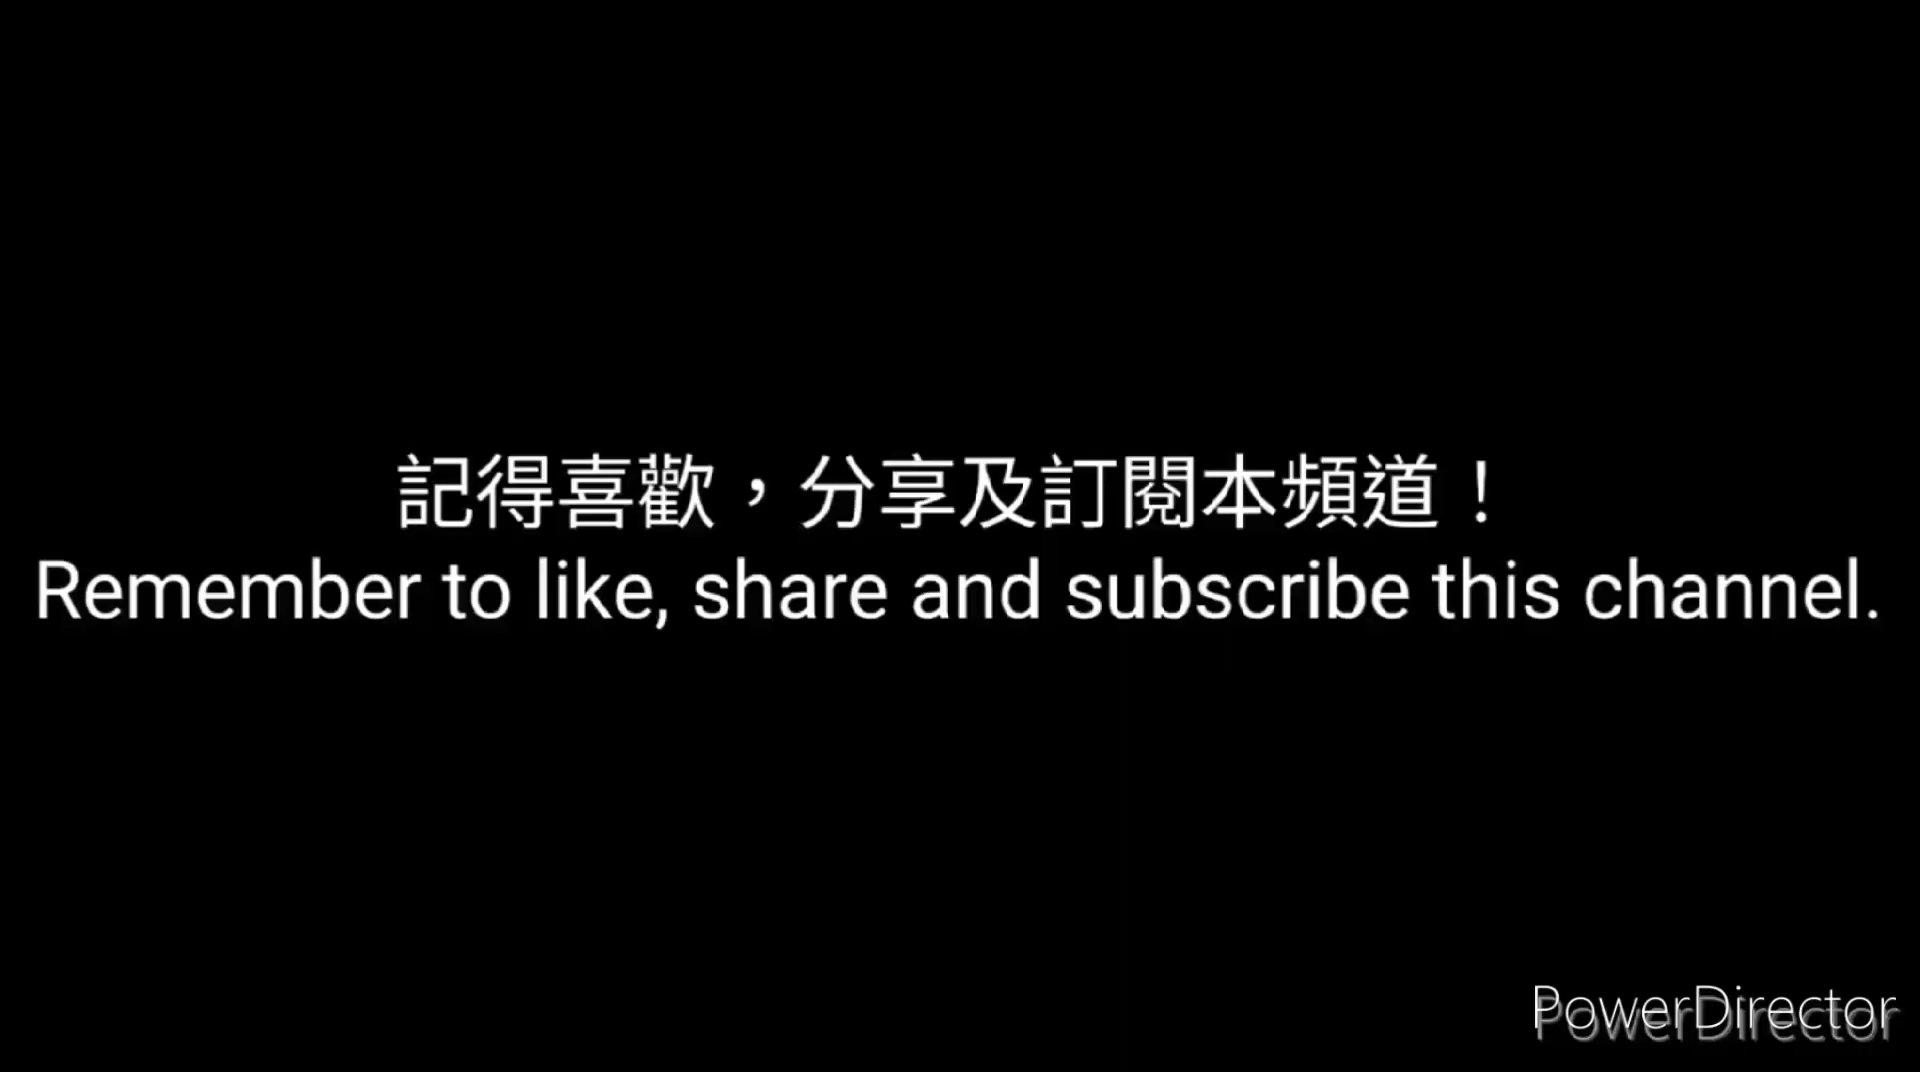 記得喜歡，分享及訂閱本頻道！
Remember to like, share and subscribe this channel.
PowerDirector